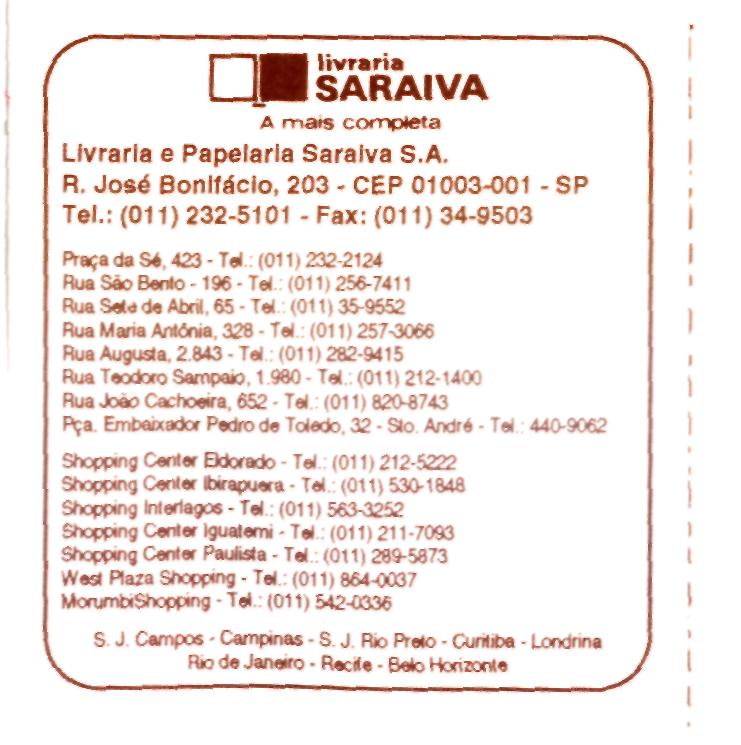 livraria
SARAIVA
A mais completa
Livraria e Papelaria Saraiva S.A.
R. José Bonifácio, 203 - CEP 01003-001 - SP
Tel.: (011) 232-5101 - Fax: (011) 34-9503
Praça da Sé, 423 - Tel.: (011) 232-2124
Rua São Bento - 196 - Tel.: (011) 256-7411
Rua Sete de Abril, 65 - Tel.: (011) 35-9552
Rua Maria Antônia, 328 - Tel.: (011) 257-3066
Rua Augusta, 2.843 - Tel.: (011) 282-9415
Rua Teodoro Sampaio, 1.980 - Tel.: (011) 212-1400
Rua João Cachoeira, 652 - Tel.: (011) 820-8743
Pça. Embaixador Pedro de Toledo, 32 - Sto. André - Tel.: 440-9062
Shopping Center Eldorado - Tel.: (011) 212-5222
Shopping Center Ibirapuera - Tel.: (011) 530-1848
Shopping Interlagos - Tel.: (011) 563-3252
Shopping Center Iguatemi - Tel.: (011) 211-7093
Shopping Center Paulista - Tel.: (011) 289-5873
West Plaza Shopping - Tel.: (011) 864-0037
MorumbiShopping - Tel.: (011) 542-0336
S. J. Campos - Campinas - S. J. Rio Preto - Curitiba - Londrina
Rio de Janeiro - Recife - Belo Horizonte